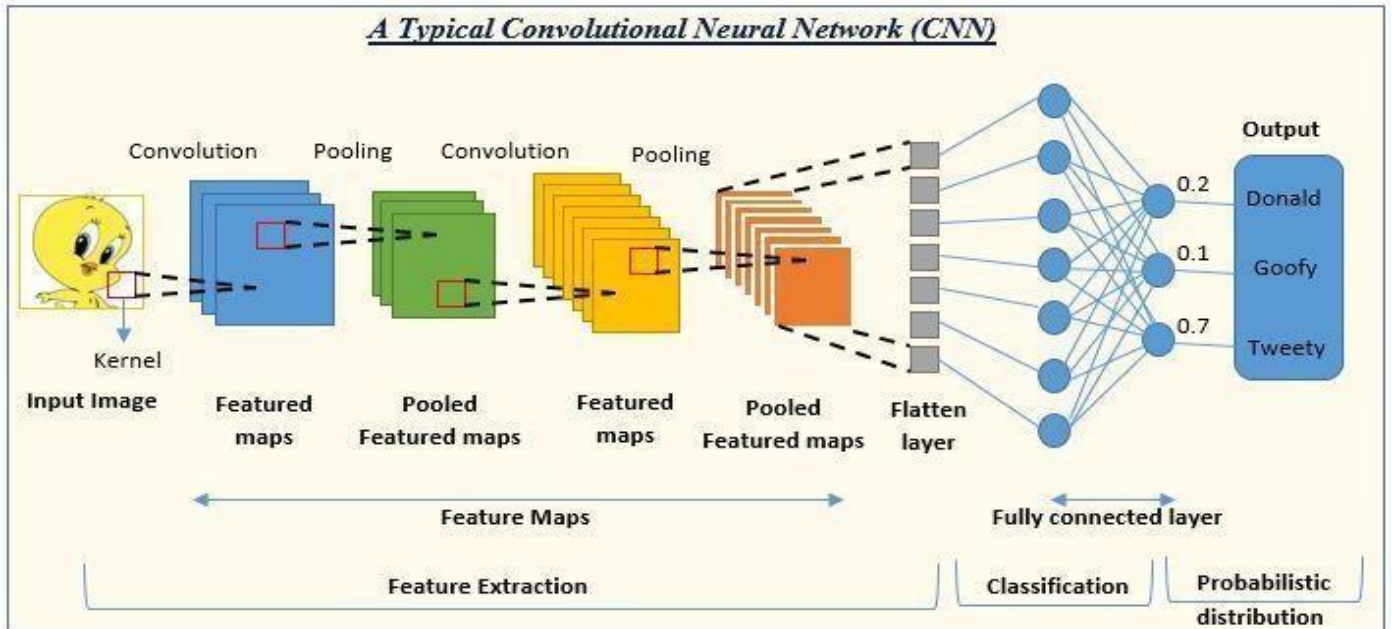 A Typical Convolutional Neural Network (CNN)
Convolution
Pooling
Convolution
Pooling
Kernel
Input Image
Featured
maps
Pooled
Featured maps
Featured
maps
Pooled
Featured maps
Flatten
layer
Output
0.2
Donald
0.1
Goofy
0.7
Tweety
Feature Maps
Fully connected layer
Feature Extraction
Classification
Probabilistic
distribution